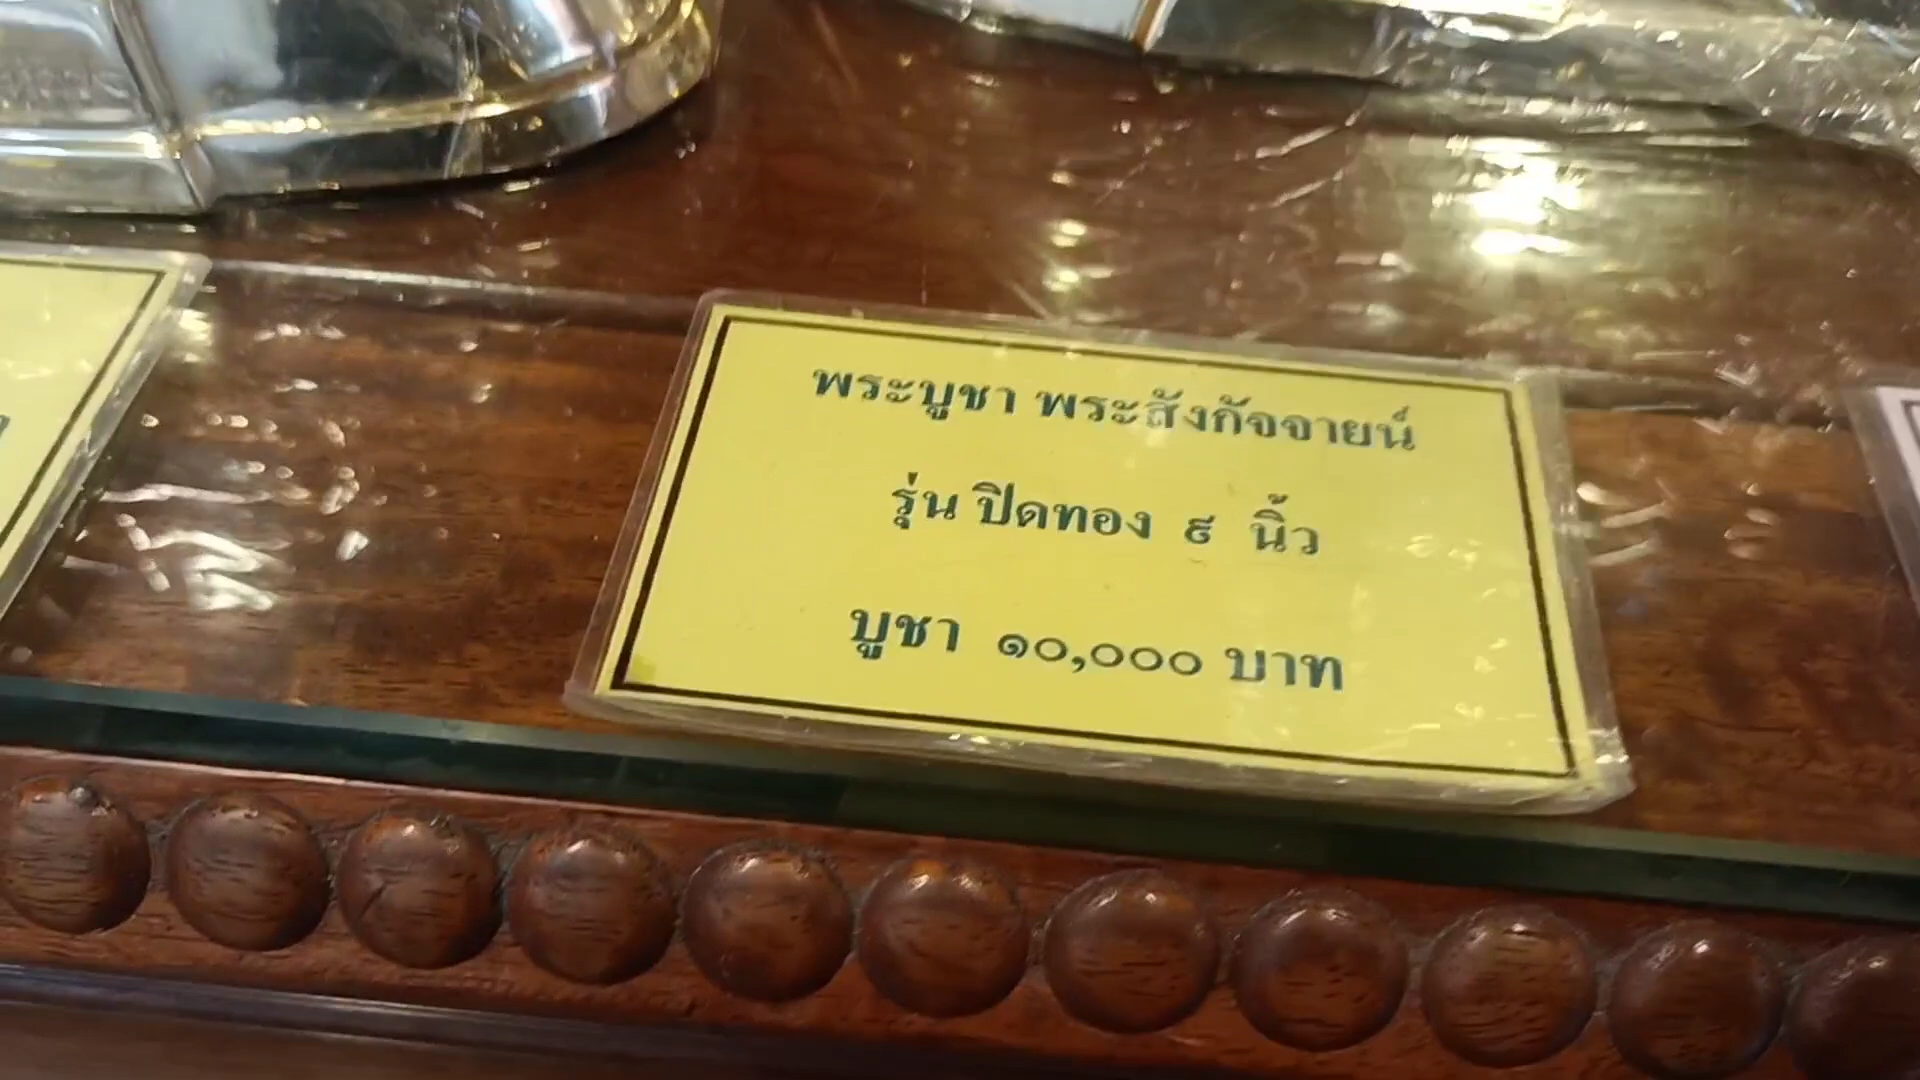 พระบูชา พระสังกัจจายน์
รุ่น ปิดทอง ๙ นิ้ว
บูชา ๑๐,๐๐๐ บาท